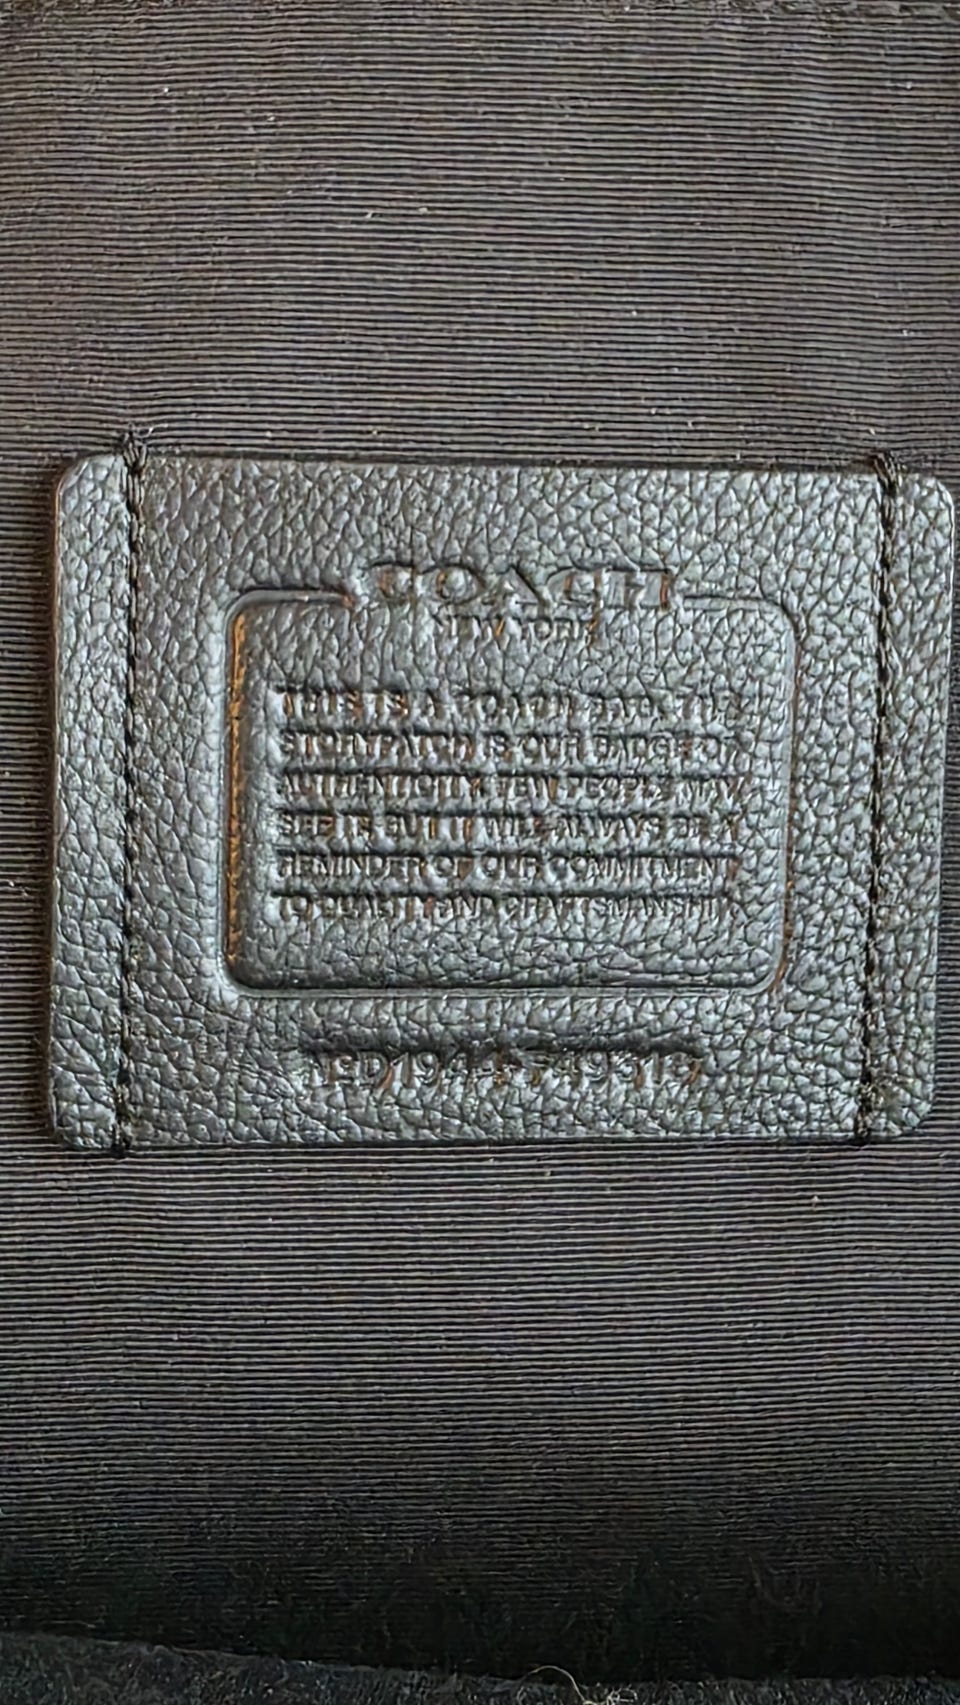 COACH
NEW YORK
THIS IS A COACH BAG. THE
STORYPATCH IS OUR BADGE OF
AUTHENTICITY. FEW PEOPLE MAY
SEE IT, BUT IT WILL ALWAYS BE A
REMINDER OF OUR COMMITMENT
TO QUALITY AND CRAFTSMANSHIP.